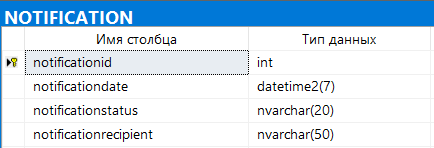 NOTIFICATION
Имя столбца Тип данных
notificationid int
notificationdate datetime2(7)
notificationstatus nvarchar(20)
notificationrecipient nvarchar(50)